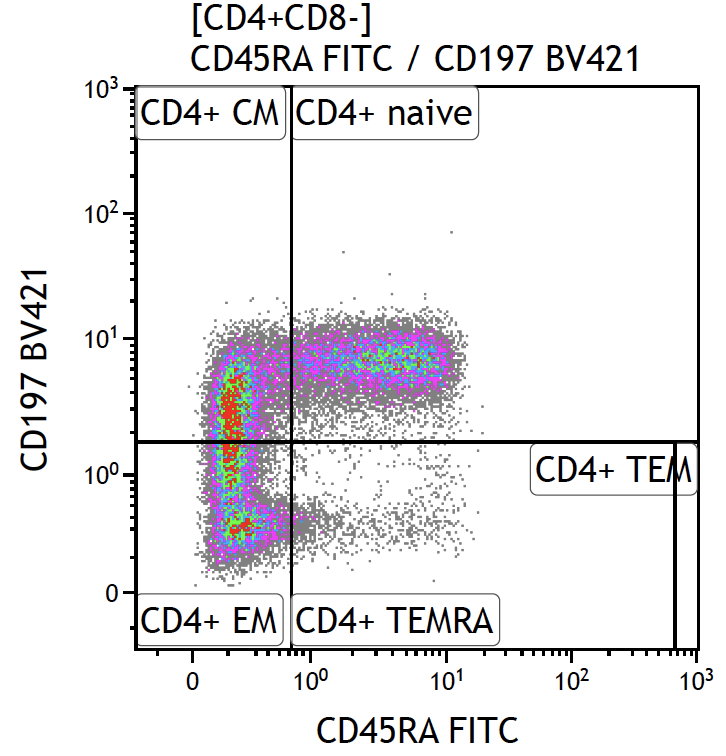 [CD4+CD8-]
CD45RA FITC / CD197 BV421
10³
CD4+ CM
CD4+ naive
10²
10¹
CD197 BV421
CD4+ TEM
10⁰
0
CD4+ EM
CD4+ TEMRA
0
10⁰
10¹
10²
10³
CD45RA FITC